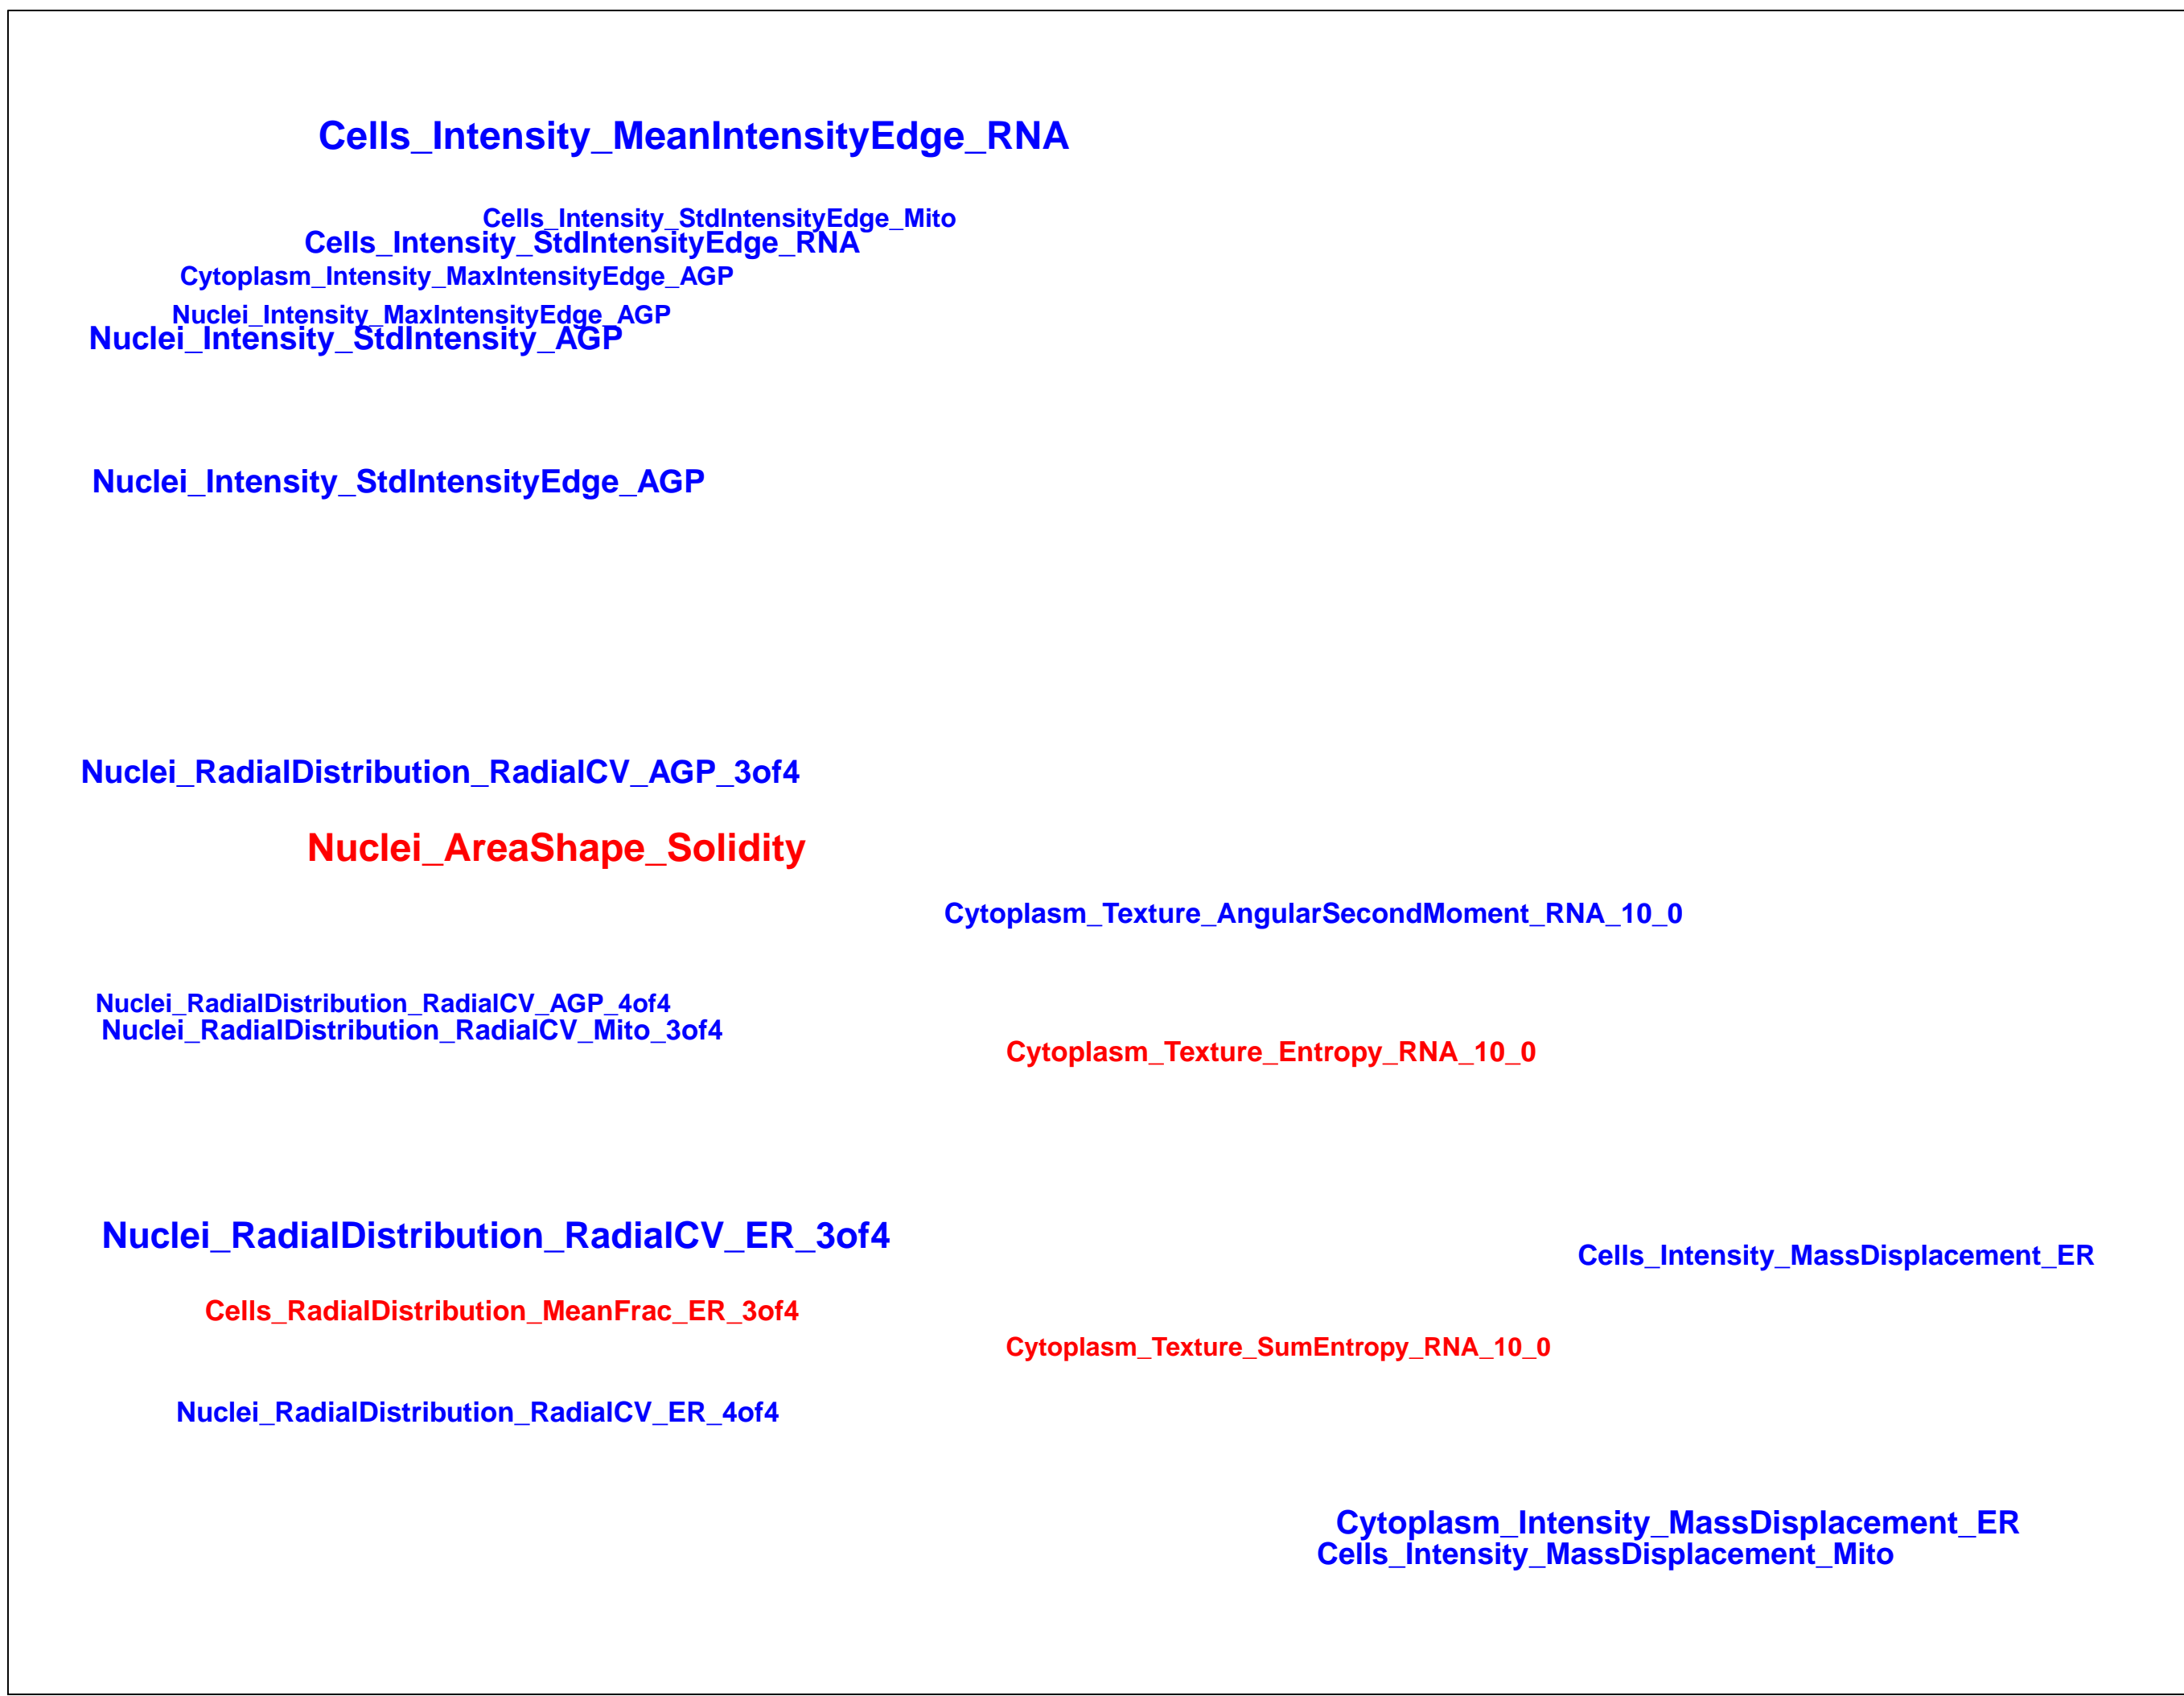 Cells_Intensity_MeanIntensityEdge_RNA
Cells_Intensity_StdIntensityEdge_Mito
Cells_Intensity_StdIntensityEdge_RNA
Cytoplasm_Intensity_MaxIntensityEdge_AGP
Nuclei_Intensity_MaxIntensityEdge_AGP
Nuclei_Intensity_StdIntensity_AGP
Nuclei_Intensity_StdIntensityEdge_AGP
Nuclei_RadialDistribution_RadialCV_AGP_3of4
Nuclei_AreaShape_Solidity
Cytoplasm_Texture_AngularSecondMoment_RNA_10_0
Nuclei_RadialDistribution_RadialCV_AGP_4of4
Nuclei_RadialDistribution_RadialCV_Mito_3of4
Cytoplasm_Texture_Entropy_RNA_10_0
Nuclei_RadialDistribution_RadialCV_ER_3of4
Cells_Intensity_MassDisplacement_ER
Cells_RadialDistribution_MeanFrac_ER_3of4
Cytoplasm_Texture_SumEntropy_RNA_10_0
Nuclei_RadialDistribution_RadialCV_ER_4of4
Cytoplasm_Intensity_MassDisplacement_ER
Cells_Intensity_MassDisplacement_Mito